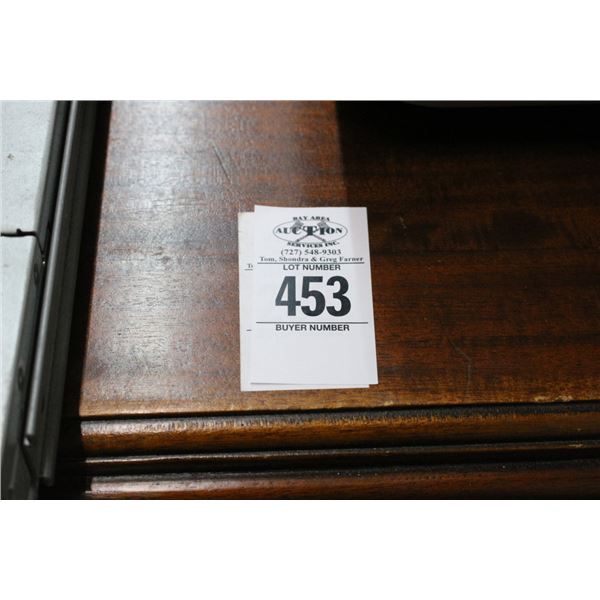 BAY AREA
AUCTION
SERVICES INC.
(727) 548-9303
Tom, Shondra & Greg Farner
LOT NUMBER
453
BUYER NUMBER